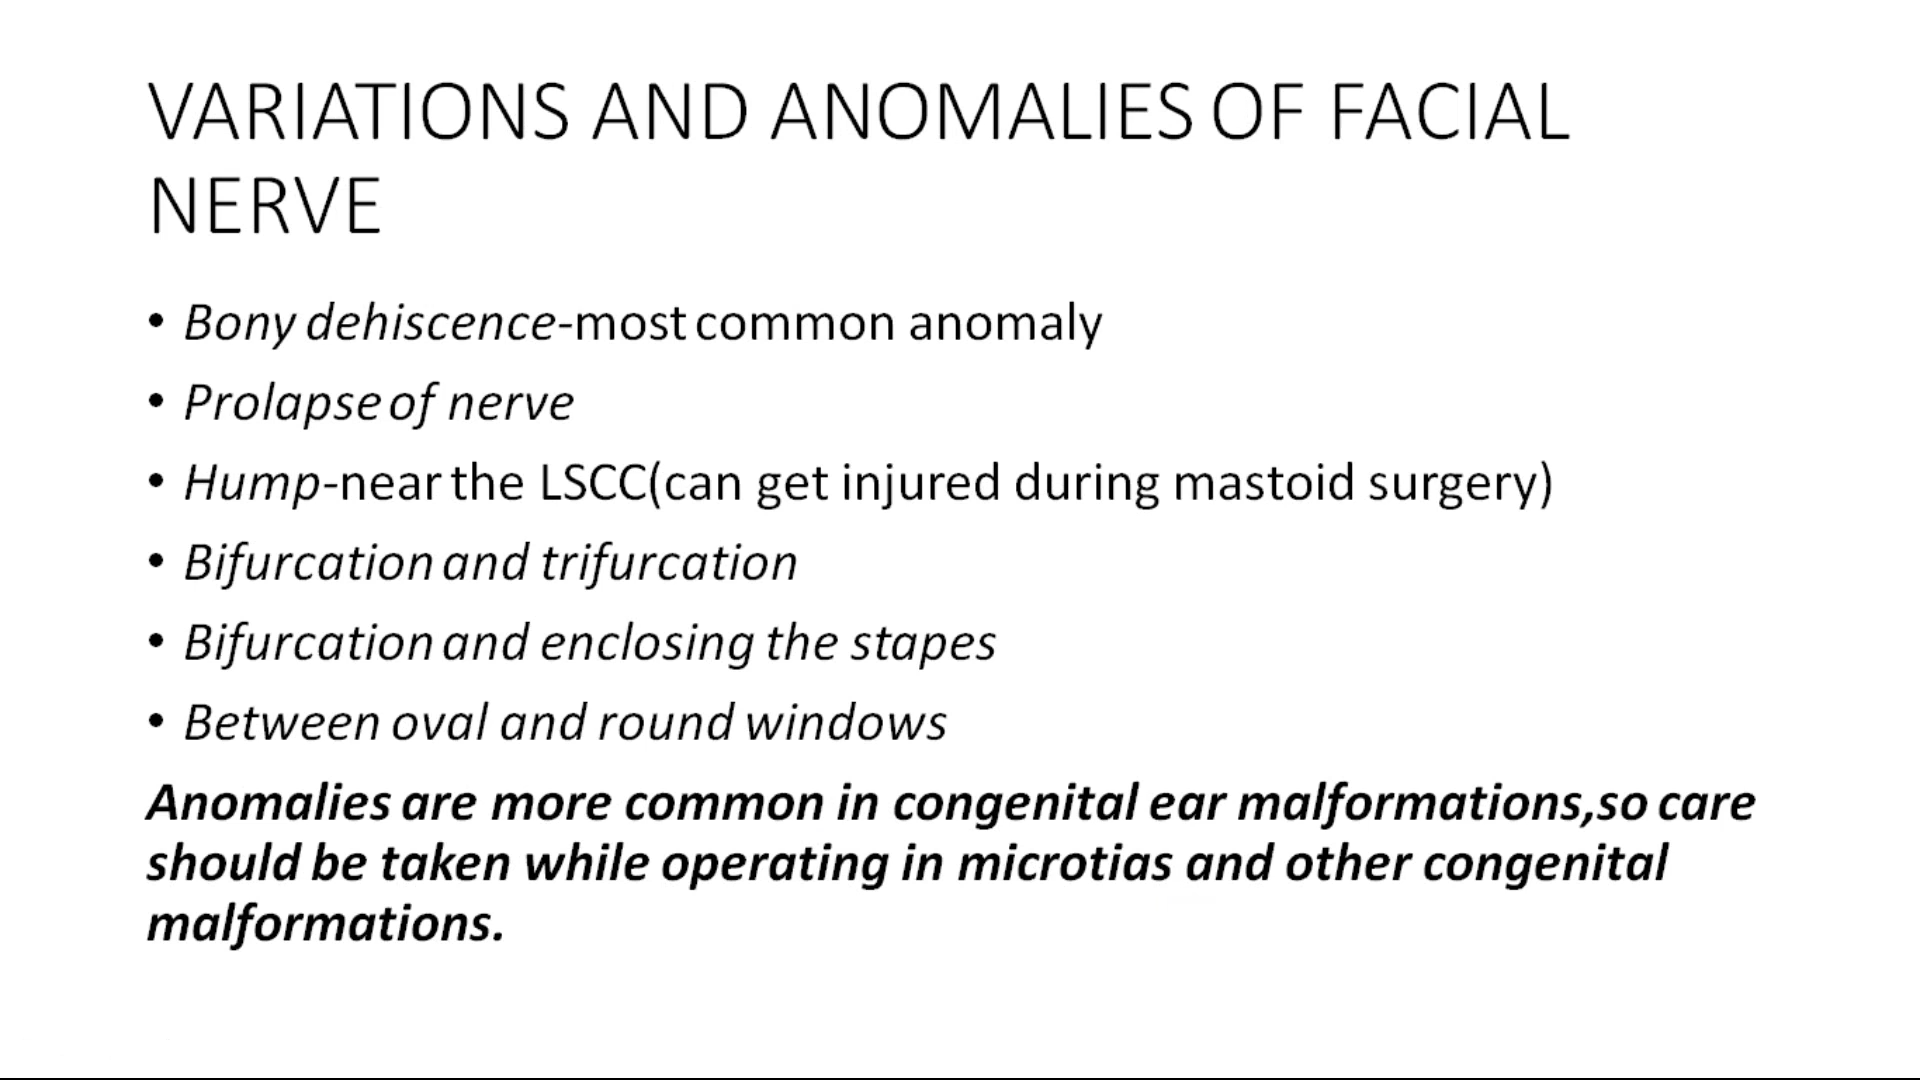 VARIATIONS AND ANOMALIES OF FACIAL
NERVE
• Bony dehiscence-most common anomaly
• Prolapse of nerve
• Hump-near the LSCC(can get injured during mastoid surgery)
• Bifurcation and trifurcation
• Bifurcation and enclosing the stapes
• Between oval and round windows
Anomalies are more common in congenital ear malformations,so care
should be taken while operating in microtias and other congenital
malformations.